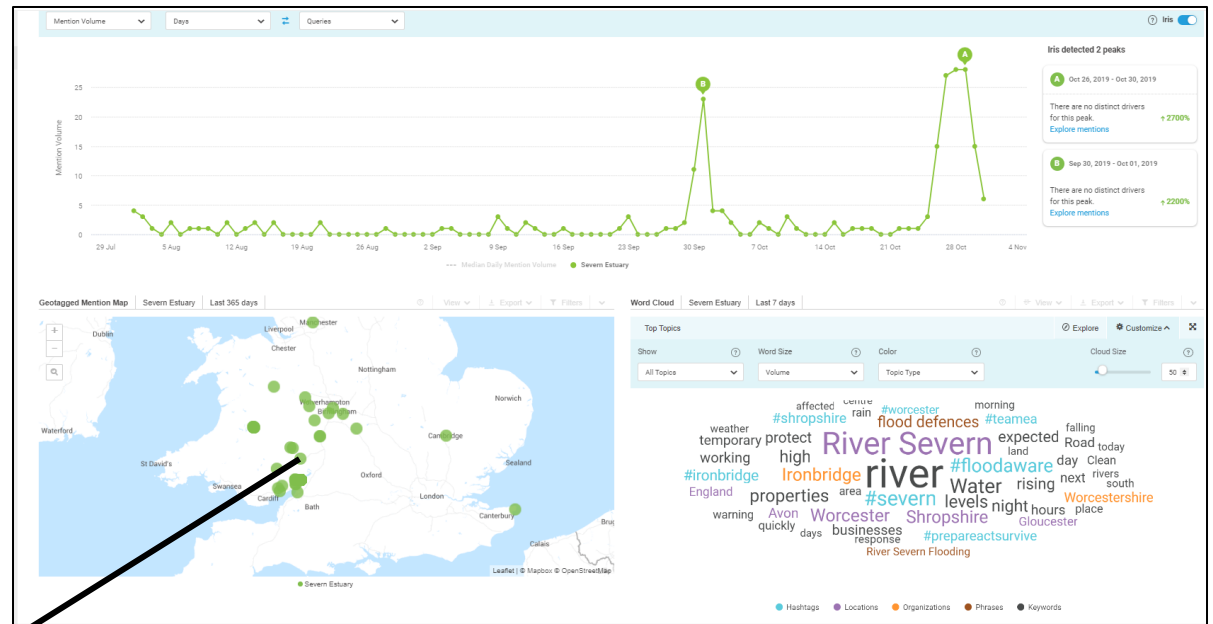 Mention Volume Days Queries Iris
Iris detected 2 peaks
A Oct 26, 2019 - Oct 30, 2019
There are no distinct drivers
for this peak. ↑ 2700%
Explore mentions
B Sep 30, 2019 - Oct 01, 2019
There are no distinct drivers
for this peak. ↑ 2200%
Explore mentions
A
B
Mention Volume
25
20
15
10
5
0
29 Jul 5 Aug 12 Aug 19 Aug 26 Aug 2 Sep 9 Sep 16 Sep 23 Sep 30 Sep 7 Oct 14 Oct 21 Oct 28 Oct 4 Nov
Median Daily Mention Volume Severn Estuary
Geotagged Mention Map Severn Estuary Last 365 days View Export Filters
+
−
Dublin
Liverpool
Manchester
Chester
Nottingham
Norwich
Wolverhampton
Birmingham
Waterford
Cambridge
St David's
Sealand
Oxford
Swansea
Cardiff
London
Bath
Canterbury
Calais
Leaflet | © Mapbox © OpenStreetMap
Severn Estuary
Word Cloud Severn Estuary Last 7 days View Export Filters
Top Topics Explore Customize
Show Word Size Color Cloud Size
All Topics Volume Topic Type 50
affected centre morning
#shropshire rain #worcester
flood defences #teamea
weather falling
temporary protect River Severn expected Road today
land
working high river #floodaware day Clean
#ironbridge Ironbridge Water rising next rivers
south
England properties area #severn levels night Worcestershire
hours place
warning Avon Worcester Shropshire Gloucester
quickly days businesses
response #prepareactsurvive
River Severn Flooding
Hashtags Locations Organizations Phrases Keywords